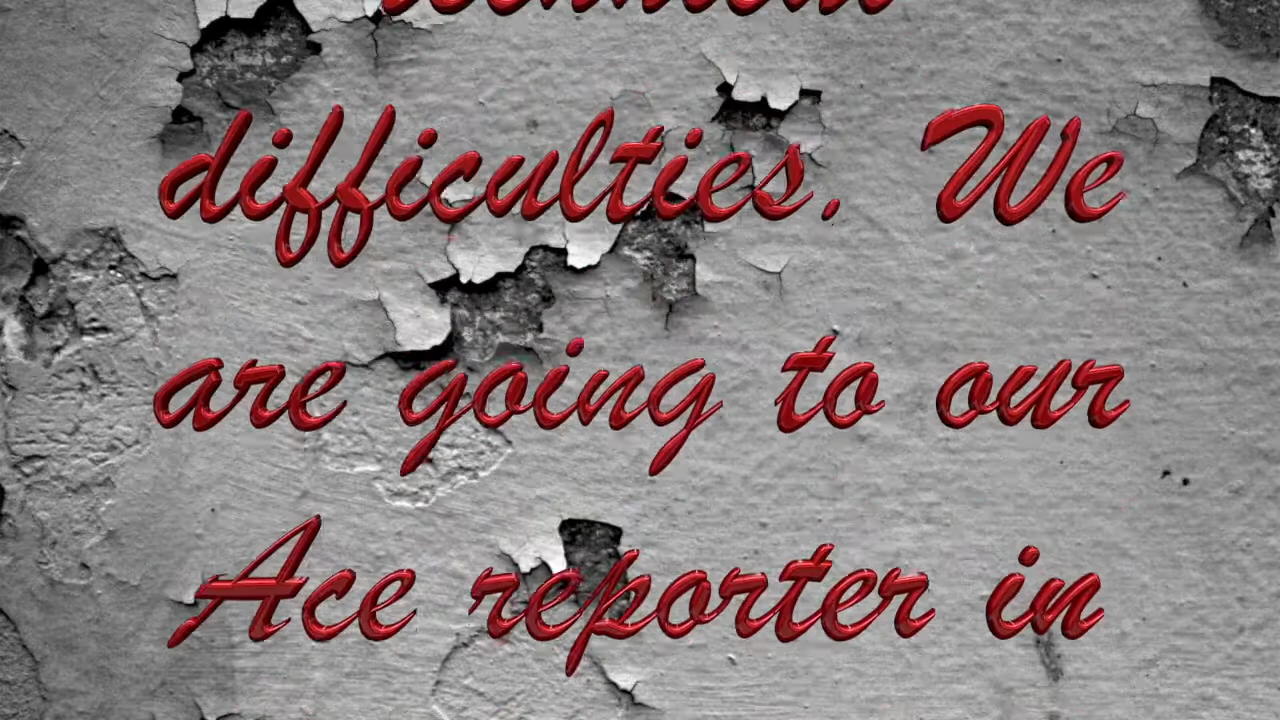 difficulties. We
are going to our
Ace reporter in